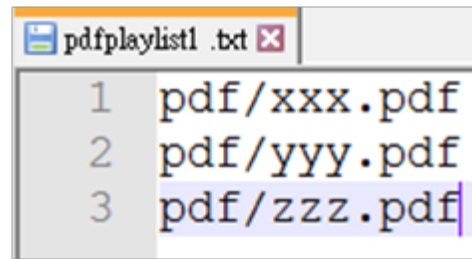 pdfplaylist1 .txt
1 pdf/xxx.pdf
2 pdf/yyy.pdf
3 pdf/zzz.pdf